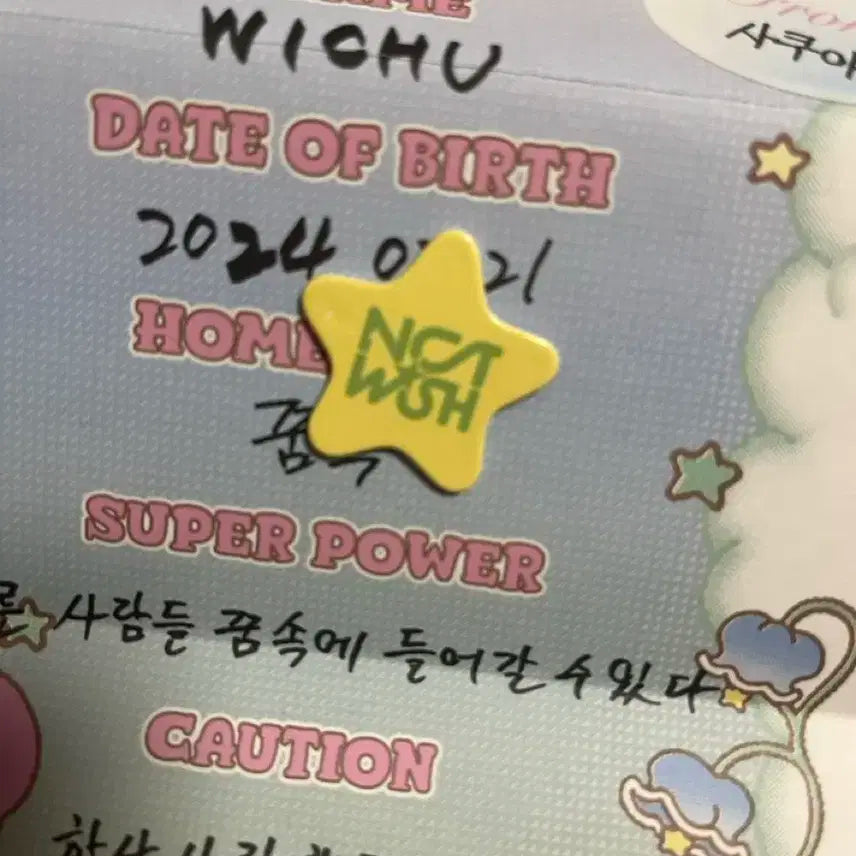 WICHU
사쿠야
DATE OF BIRTH
2024 21
HOME
NCT
WISH
SUPER POWER
사람들 꿈속에 들어갈 수 있다
CAUTION